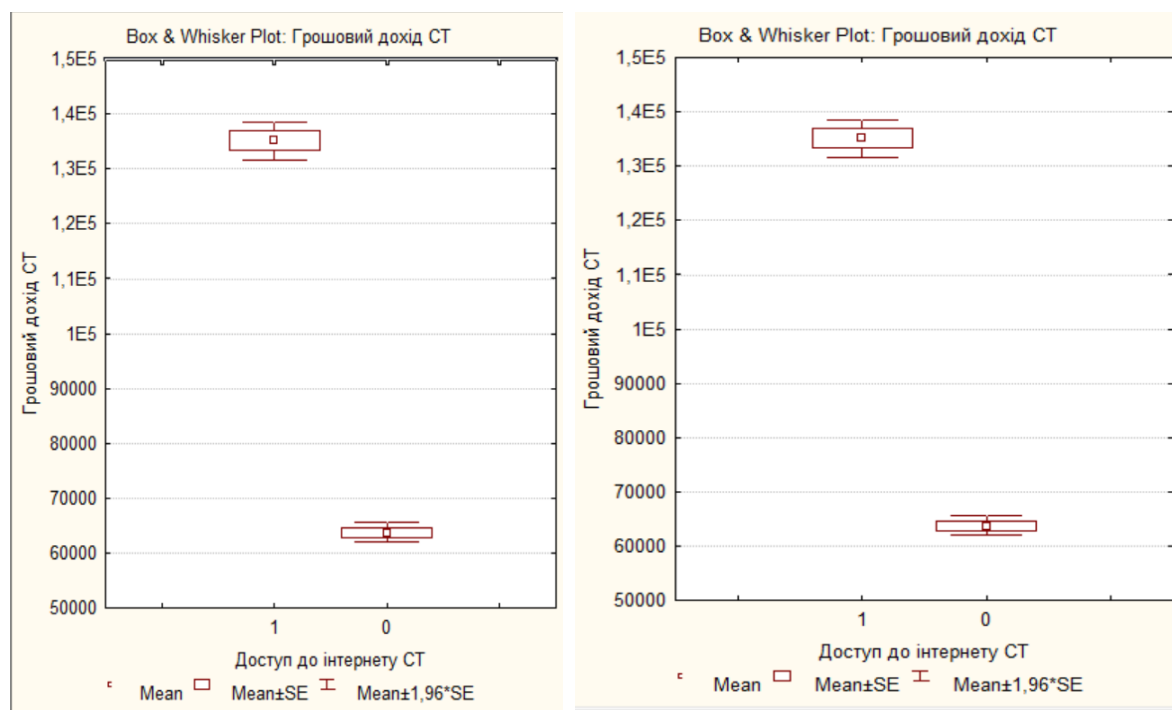 Box & Whisker Plot: Грошовий дохід СТ
1,5E5
1,4E5
1,3E5
1,2E5
1,1E5
1E5
90000
80000
70000
60000
50000
Грошовий дохід СТ
1 0
Доступ до інтернету СТ
Mean Mean±SE Mean±1,96*SE
Box & Whisker Plot: Грошовий дохід СТ
1,5E5
1,4E5
1,3E5
1,2E5
1,1E5
1E5
90000
80000
70000
60000
50000
Грошовий дохід СТ
1 0
Доступ до інтернету СТ
Mean Mean±SE Mean±1,96*SE